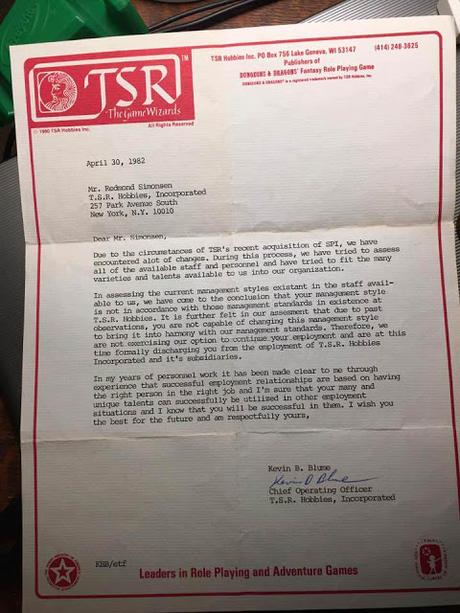 TSR™
The Game Wizards
© 1980 TSR Hobbies Inc.
All Rights Reserved
TSR Hobbies Inc. PO Box 756 Lake Geneva, WI 53147 (414) 248-3625
Publishers of
DUNGEONS & DRAGONS® Fantasy Role Playing Game
DUNGEONS & DRAGONS® is a registered trademark owned by TSR Hobbies, Inc.
April 30, 1982
Mr. Redmond Simonsen
T.S.R. Hobbies, Incorporated
257 Park Avenue South
New York, N.Y. 10010
Dear Mr. Simonsen,
Due to the circumstances of TSR's recent acquisition of SPI, we have
encountered alot of changes. During this process, we have tried to assess
all of the available staff and personnel and have tried to fit the many
varieties and talents available to us into our organization.
In assessing the current management styles existant in the staff avail-
able to us, we have come to the conclusion that your management style
is not in accordance with those management standards in existence at
T.S.R. Hobbies. It is further felt in our assesment that due to past
observations, you are not capable of changing this management style
to bring it into harmony with our management standards. Therefore, we
are not exercising our option to continue your employment and are at this
time formally discharging you from the employment of T.S.R. Hobbies
Incorporated and it's subsidiaries.
In my years of personnel work it has been made clear to me through
experience that successful employment relationships are based on having
the right person in the right job and I'm sure that your many and
unique talents can successfully be utilized in other employment
situations and I know that you will be successful in them. I wish you
the best for the future and am respectfully yours,
Kevin B. Blume
Kevin B Blume
Chief Operating Officer
T.S.R. Hobbies, Incorporated
KBB/etf
Leaders in Role Playing and Adventure Games